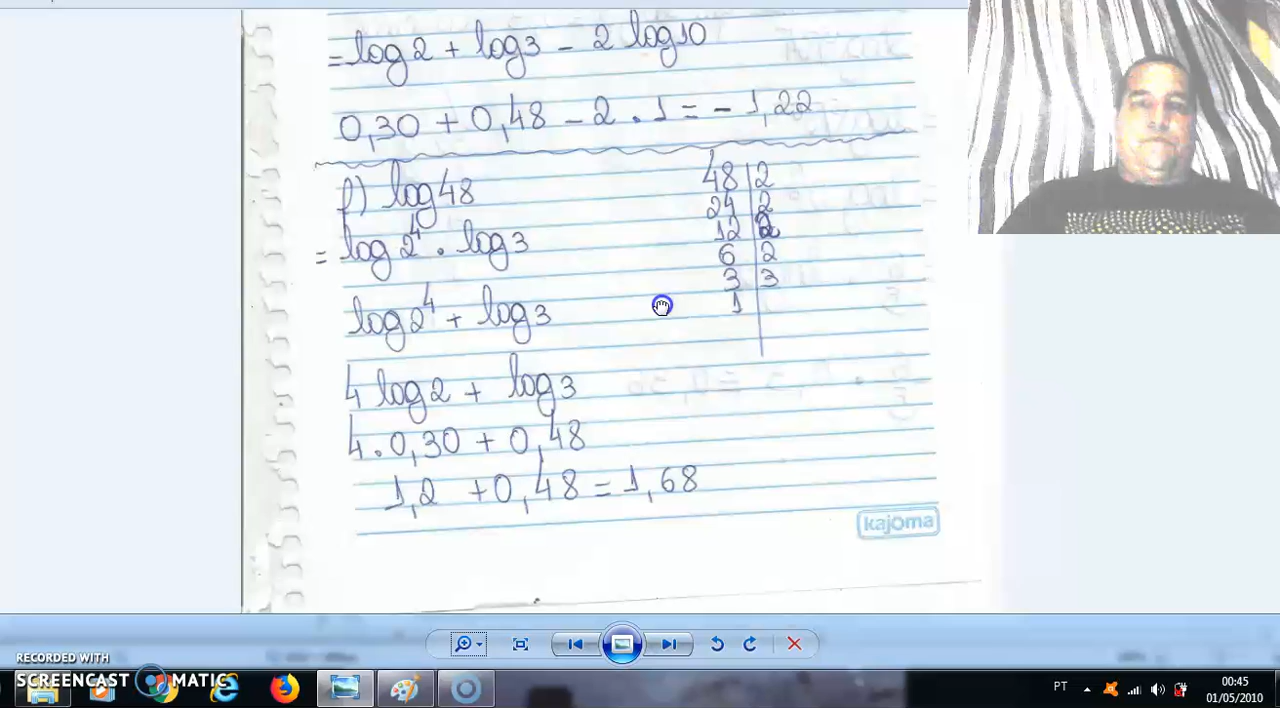 = log 2 + log 3 - 2 log 10
0,30 + 0,48 - 2 . 1 = - 1,22
f) log 48
= log 2⁴ . log 3
log 2⁴ + log 3
4 log 2 + log 3
4 . 0,30 + 0,48
1,2 + 0,48 = 1,68
48 | 2
24 | 2
12 | 2
6 | 2
3 | 3
1
kajoma
RECORDED WITH
SCREENCAST MATIC
PT
00:45
01/05/2010